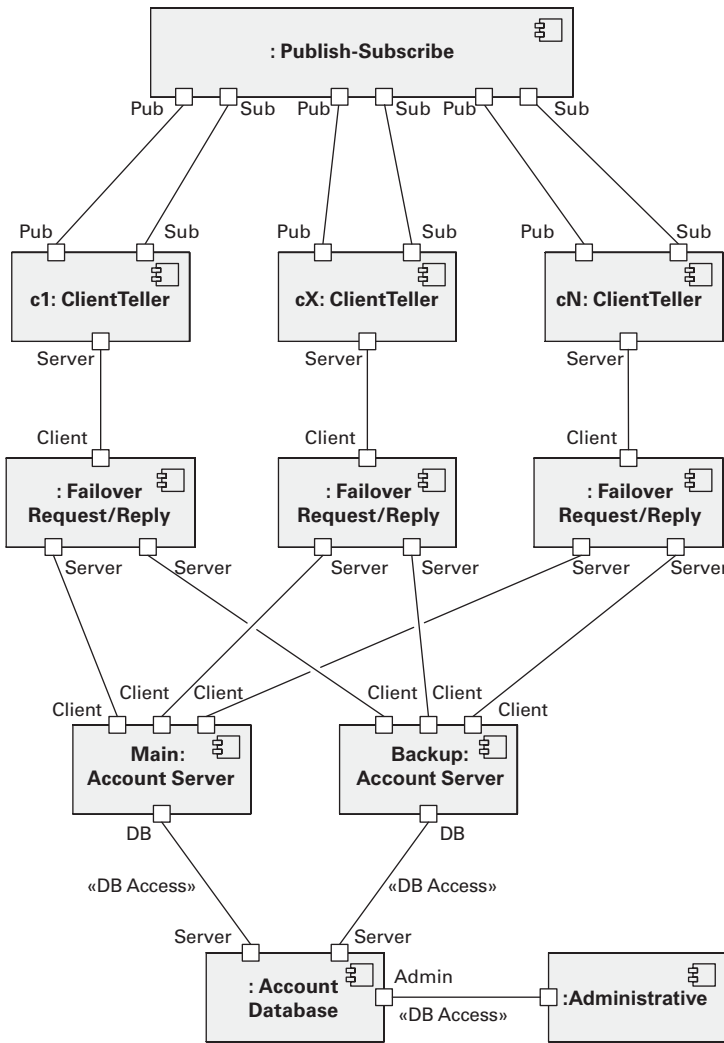 : Publish-Subscribe
Pub Sub Pub Sub Pub Sub
Pub Sub Pub Sub Pub Sub
c1: ClientTeller cX: ClientTeller cN: ClientTeller
Server Server Server
Client Client Client
: Failover : Failover : Failover
Request/Reply Request/Reply Request/Reply
Server Server Server Server Server Server
Client Client Client Client Client Client
Main: Backup:
Account Server Account Server
DB DB
«DB Access» «DB Access»
Server Server
: Account Admin :Administrative
Database «DB Access»